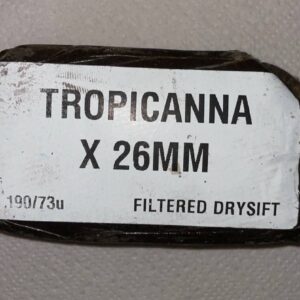 TROPICANNA
X 26MM
190/73u FILTERED DRYSIFT